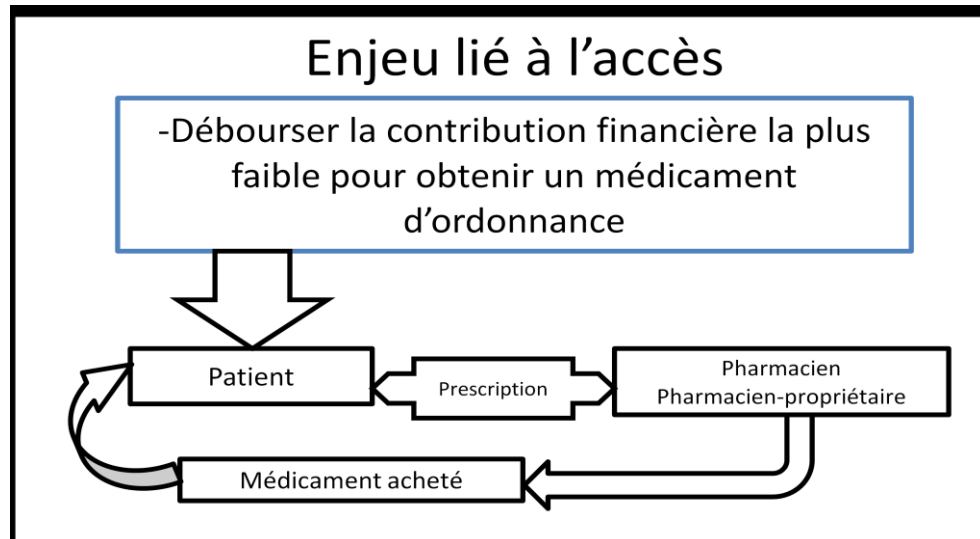 Enjeu lié à l’accès
-Débourser la contribution financière la plus
faible pour obtenir un médicament
d’ordonnance
Patient
Prescription
Pharmacien
Pharmacien-propriétaire
Médicament acheté